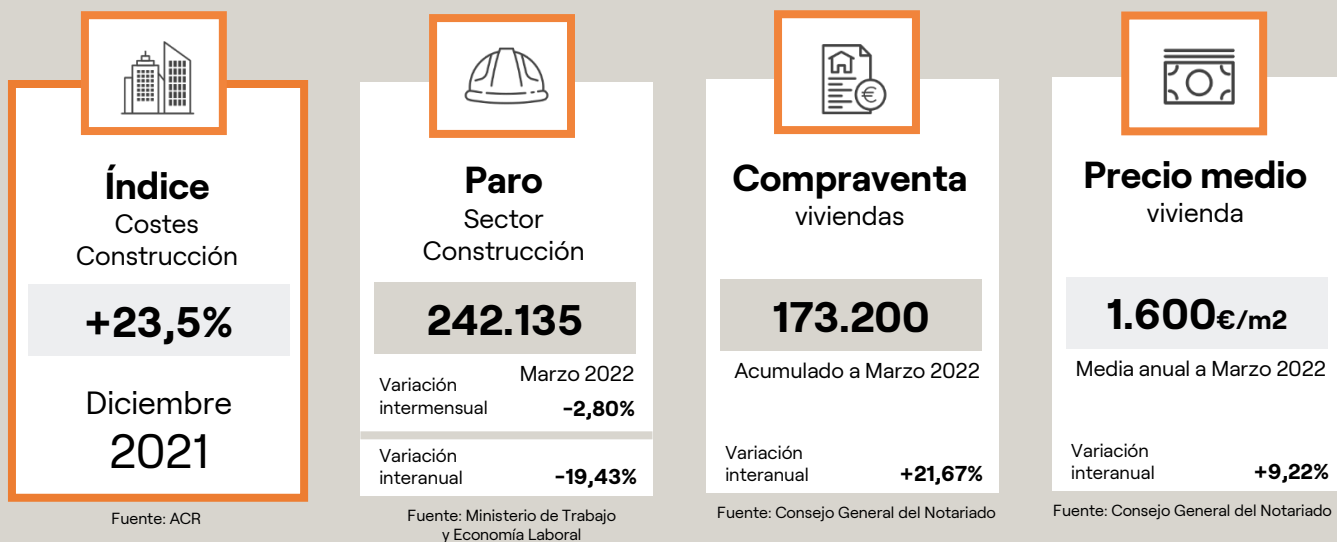 Índice
Costes
Construcción
+23,5%
Diciembre
2021
Fuente: ACR
Paro
Sector
Construcción
242.135
Marzo 2022
Variación
intermensual -2,80%
Variación
interanual -19,43%
Fuente: Ministerio de Trabajo
y Economía Laboral
Compraventa
viviendas
173.200
Acumulado a Marzo 2022
Variación
interanual +21,67%
Fuente: Consejo General del Notariado
Precio medio
vivienda
1.600€/m2
Media anual a Marzo 2022
Variación
interanual +9,22%
Fuente: Consejo General del Notariado